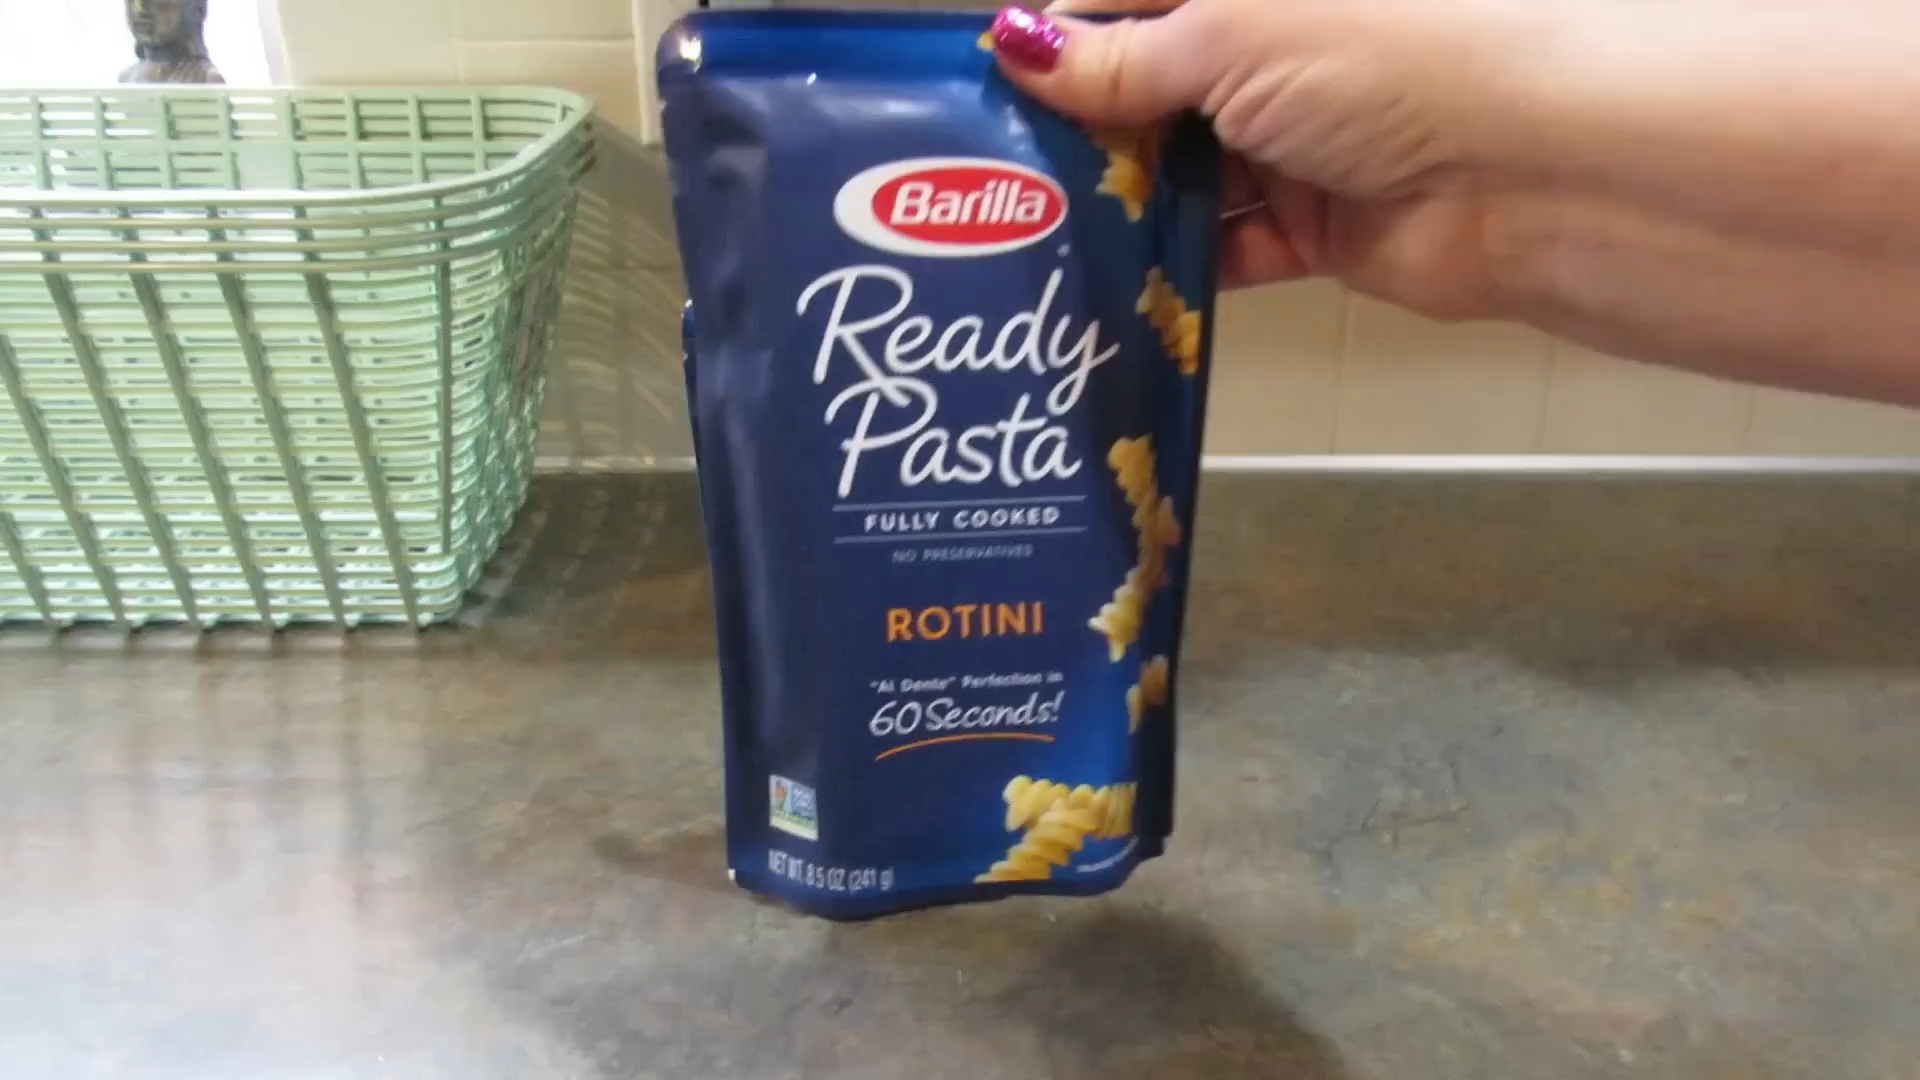 Barilla
Ready
Pasta
FULLY COOKED
NO PRESERVATIVES
ROTINI
"Al Dente" Perfection in
60 Seconds!
NET WT. 8.5 OZ (241 g)